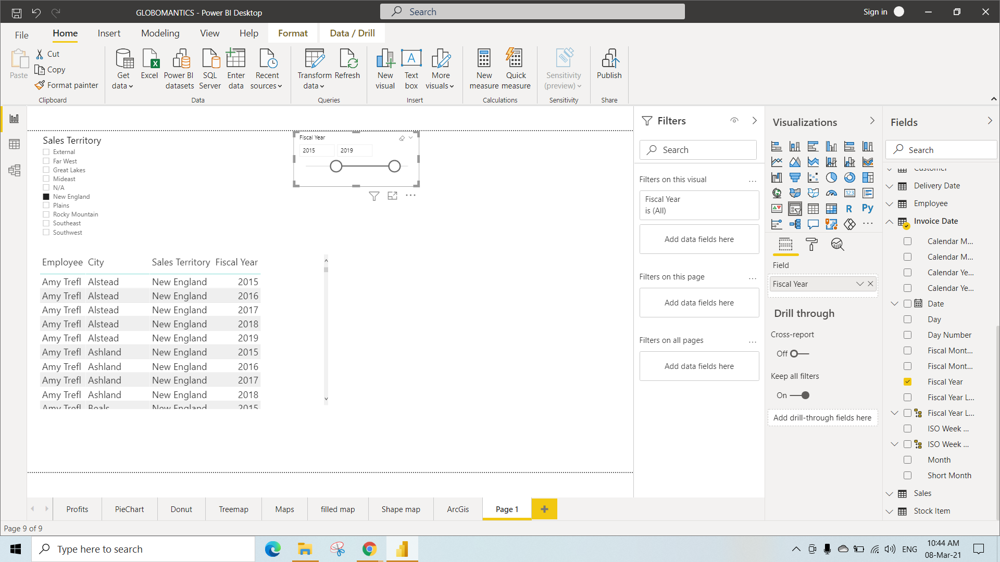 GLOBOMANTICS - Power BI Desktop
Search
Sign in
File
Home
Insert
Modeling
View
Help
Format
Data / Drill
Paste
Cut
Copy
Format painter
Clipboard
Get data
Excel
Power BI datasets
SQL Server
Enter data
Recent sources
Data
Transform data
Refresh
Queries
New visual
Text box
More visuals
Insert
New measure
Quick measure
Calculations
Sensitivity (preview)
Sensitivity
Publish
Share
Sales Territory
External
Far West
Great Lakes
Mideast
N/A
New England
Plains
Rocky Mountain
Southeast
Southwest
Fiscal Year
2015 2019
Employee City Sales Territory Fiscal Year
Amy Trefl Alstead New England 2015
Amy Trefl Alstead New England 2016
Amy Trefl Alstead New England 2017
Amy Trefl Alstead New England 2018
Amy Trefl Alstead New England 2019
Amy Trefl Ashland New England 2015
Amy Trefl Ashland New England 2016
Amy Trefl Ashland New England 2017
Amy Trefl Ashland New England 2018
Amy Trefl Beals New England 2015
Filters
Search
Filters on this visual ...
Fiscal Year
is (All)
Add data fields here
Filters on this page ...
Add data fields here
Filters on all pages ...
Add data fields here
Visualizations
123
R
Py
...
Field
Fiscal Year
Drill through
Cross-report
Off
Keep all filters
On
Add drill-through fields here
Fields
Search
Customer
Delivery Date
Employee
Invoice Date
Calendar M...
Calendar M...
Calendar Ye...
Calendar Ye...
Date
Day
Day Number
Fiscal Mont...
Fiscal Mont...
Fiscal Year
Fiscal Year L...
Fiscal Year L...
ISO Week ...
ISO Week ...
Month
Short Month
Sales
Stock Item
Profits
PieChart
Donut
Treemap
Maps
filled map
Shape map
ArcGis
Page 1
Page 9 of 9
Type here to search
ENG
10:44 AM
08-Mar-21